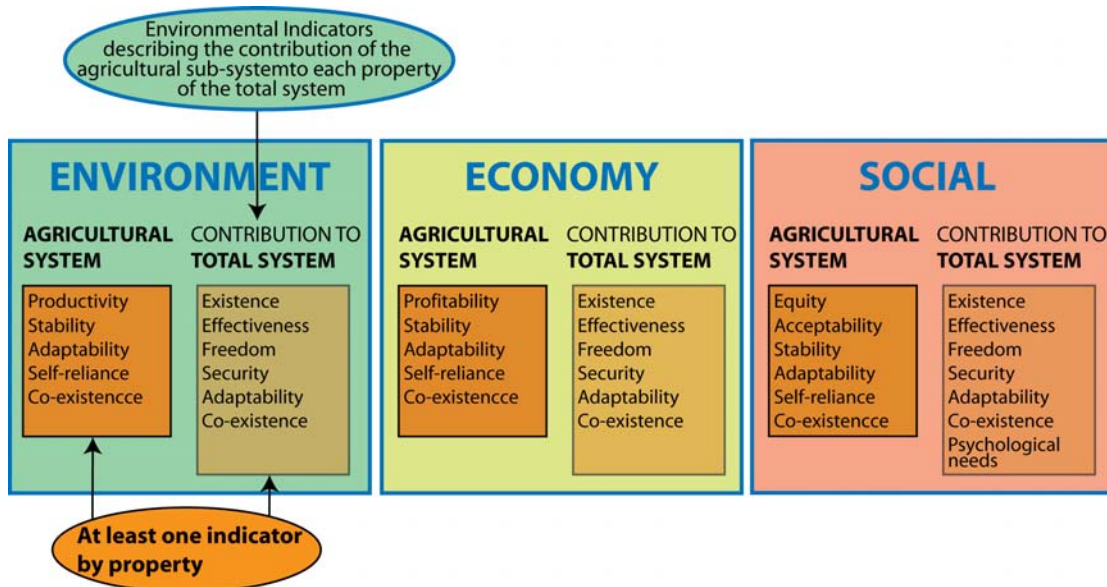 Environmental Indicators
describing the contribution of the
agricultural sub-systemto each property
of the total system
ENVIRONMENT
AGRICULTURAL
SYSTEM
CONTRIBUTION TO
TOTAL SYSTEM
Productivity
Stability
Adaptability
Self-reliance
Co-existencce
Existence
Effectiveness
Freedom
Security
Adaptability
Co-existence
ECONOMY
AGRICULTURAL
SYSTEM
CONTRIBUTION TO
TOTAL SYSTEM
Profitability
Stability
Adaptability
Self-reliance
Co-existencce
Existence
Effectiveness
Freedom
Security
Adaptability
Co-existence
SOCIAL
AGRICULTURAL
SYSTEM
CONTRIBUTION TO
TOTAL SYSTEM
Equity
Acceptability
Stability
Adaptability
Self-reliance
Co-existencce
Existence
Effectiveness
Freedom
Security
Adaptability
Co-existence
Psychological
needs
At least one indicator
by property